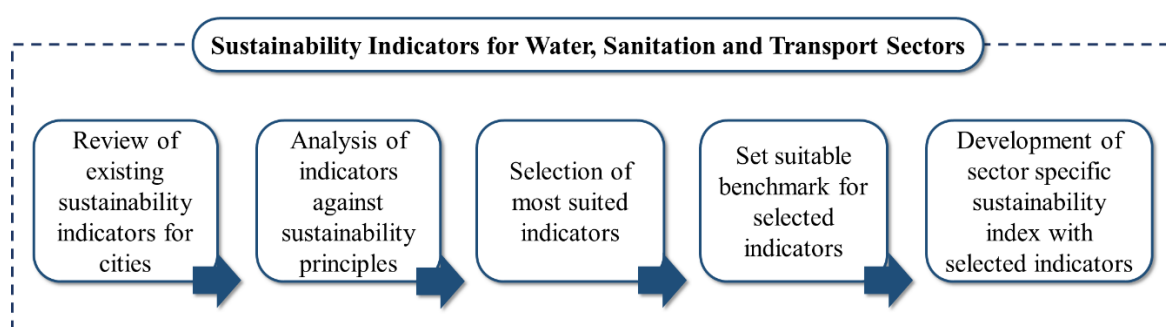 Sustainability Indicators for Water, Sanitation and Transport Sectors
Review of
existing
sustainability
indicators for
cities
Analysis of
indicators
against
sustainability
principles
Selection of
most suited
indicators
Set suitable
benchmark for
selected
indicators
Development of
sector specific
sustainability
index with
selected indicators